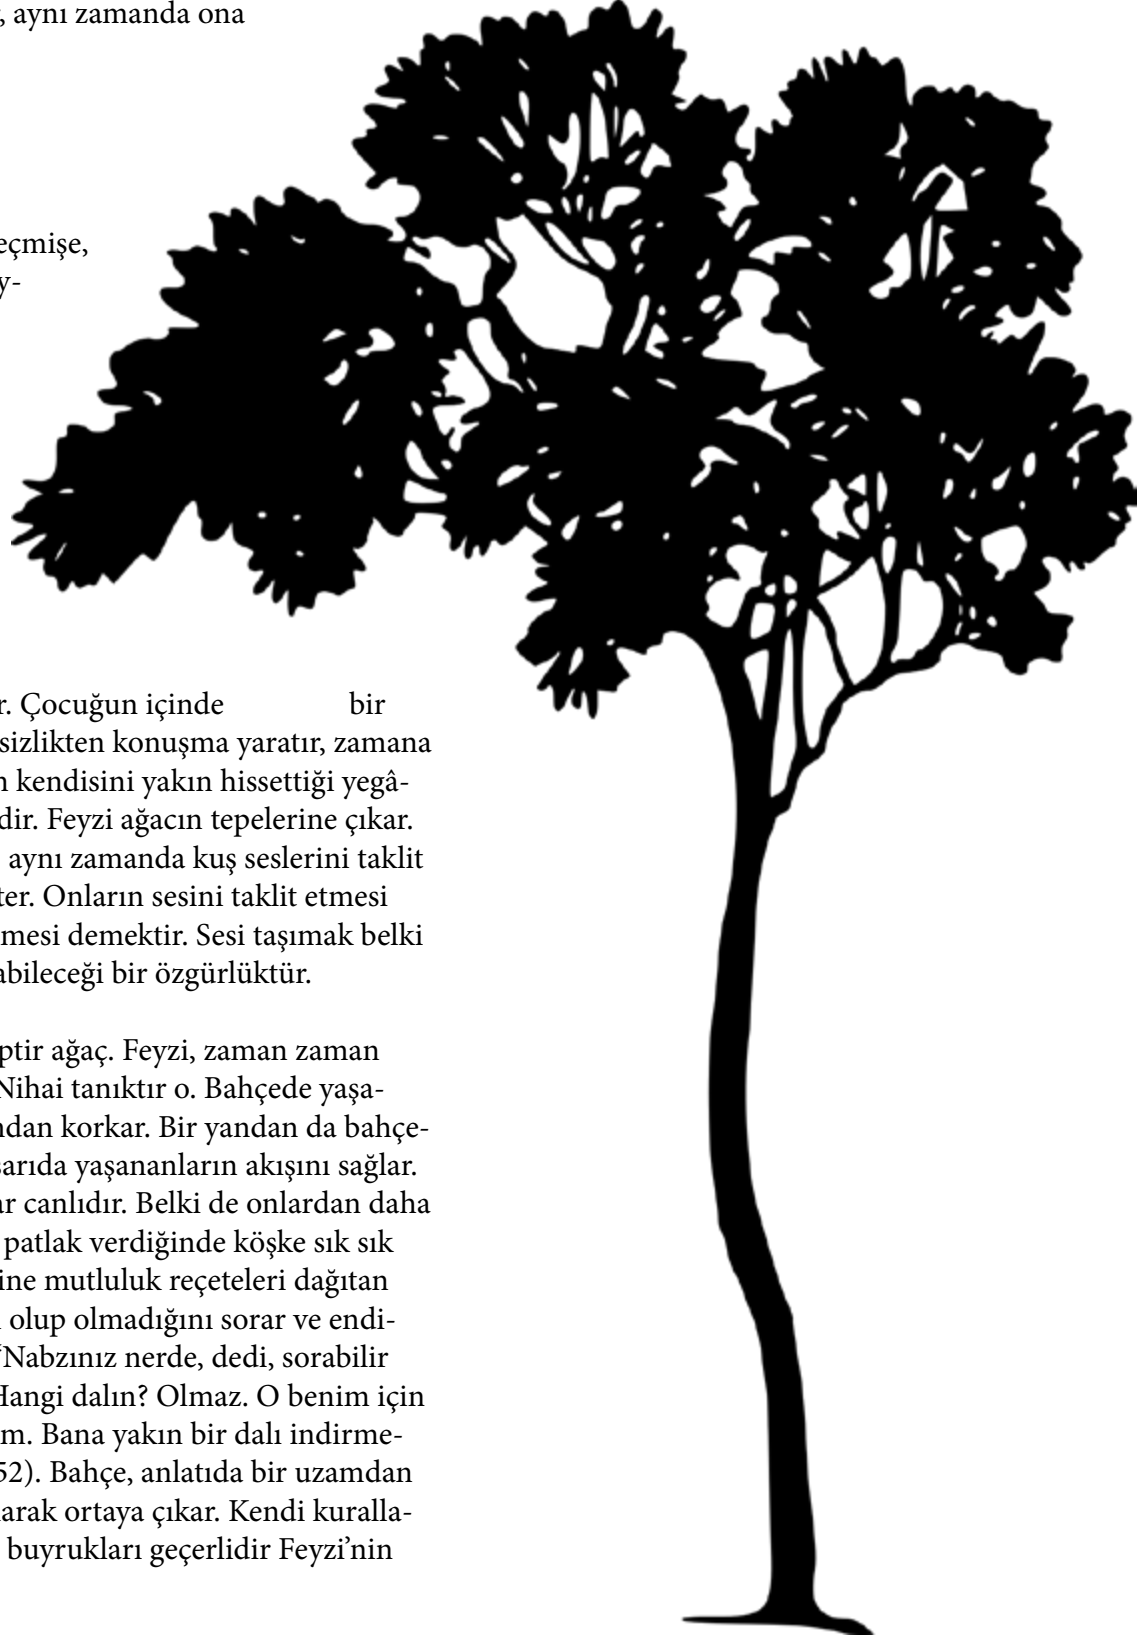 , aynı zamanda ona
eçmişe,
y-
r. Çocuğun içinde bir
sizlikten konuşma yaratır, zamana
n kendisini yakın hissettiği yegâ-
dir. Feyzi ağacın tepelerine çıkar.
aynı zamanda kuş seslerini taklit
ter. Onların sesini taklit etmesi
mesi demektir. Sesi taşımak belki
abileceği bir özgürlüktür.
ptir ağaç. Feyzi, zaman zaman
Nihai tanıktır o. Bahçede yaşa-
ndan korkar. Bir yandan da bahçe-
şarıda yaşananların akışını sağlar.
ar canlıdır. Belki de onlardan daha
patlak verdiğinde köşke sık sık
ine mutluluk reçeteleri dağıtan
olup olmadığını sorar ve endi-
“Nabzınız nerde, dedi, sorabilir
Hangi dalın? Olmaz. O benim için
m. Bana yakın bir dalı indirme-
52). Bahçe, anlatıda bir uzamdan
larak ortaya çıkar. Kendi kuralla-
buyrukları geçerlidir Feyzi’nin